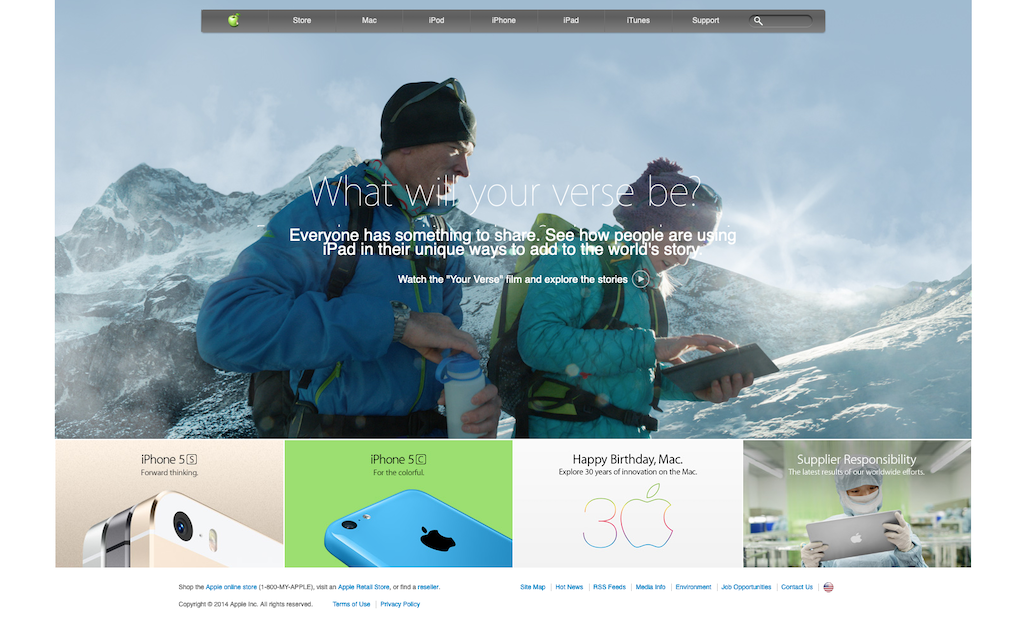 Store Mac iPod iPhone iPad iTunes Support
What will your verse be?
Everyone has something to share. See how people are using
iPad in their unique ways to add to the world's story.
Watch the "Your Verse" film and explore the stories
iPhone 5S
Forward thinking.
iPhone 5C
For the colorful.
Happy Birthday, Mac.
Explore 30 years of innovation on the Mac.
30
Supplier Responsibility
The latest results of our worldwide efforts.
Shop the Apple online store (1-800-MY-APPLE), visit an Apple Retail Store, or find a reseller.
Site Map Hot News RSS Feeds Media Info Environment Job Opportunities Contact Us
Copyright © 2014 Apple Inc. All rights reserved. Terms of Use Privacy Policy